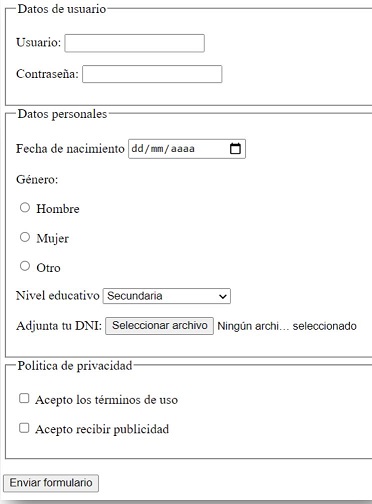 Datos de usuario
Usuario:
Contraseña:
Datos personales
Fecha de nacimiento dd/mm/aaaa
Género:
Hombre
Mujer
Otro
Nivel educativo Secundaria
Adjunta tu DNI: Seleccionar archivo Ningún archi... seleccionado
Politica de privacidad
Acepto los términos de uso
Acepto recibir publicidad
Enviar formulario